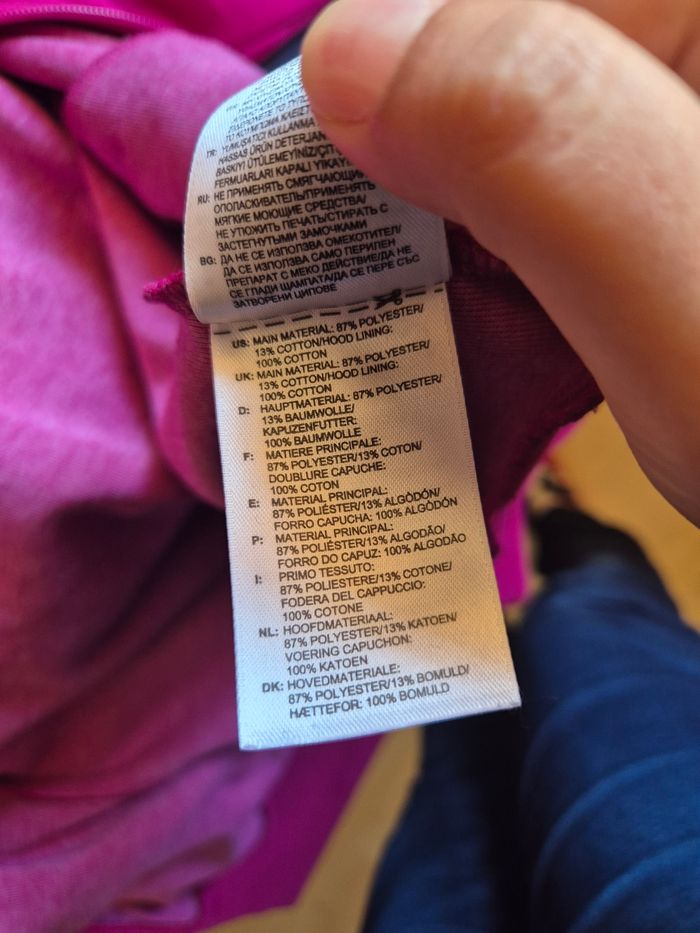 TR: YUMUŞATICI KULLANMA
HASSAS ÜRÜN DETERJAN
BASKIYI ÜTÜLEMEYİNİZ/ÇİT
FERMUARLARI KAPALI YIKAY
RU: НЕ ПРИМЕНЯТЬ СМЯГЧАЮЩИ
ОПОЛАСКИВАТЕЛЬ/ПРИМЕНЯТЬ
МЯГКИЕ МОЮЩИЕ СРЕДСТВА/
НЕ УТЮЖИТЬ ПЕЧАТЬ/СТИРАТЬ С
ЗАСТЕГНУТЫМИ ЗАМОЧКАМИ
BG: ДА НЕ СЕ ИЗПОЛЗВА ОМЕКОТИТЕЛ/
ДА СЕ ИЗПОЛЗВА САМО ПЕРИЛЕН
ПРЕПАРАТ С МЕКО ДЕЙСТВИЕ/ДА НЕ
СЕ ГЛАДИ ЩАМПАТА/ДА СЕ ПЕРЕ СЪС
ЗАТВОРЕНИ ЦИПОВЕ
US: MAIN MATERIAL: 87% POLYESTER/
13% COTTON/HOOD LINING:
100% COTTON
UK: MAIN MATERIAL: 87% POLYESTER/
13% COTTON/HOOD LINING:
100% COTTON
D: HAUPTMATERIAL: 87% POLYESTER/
13% BAUMWOLLE/
KAPUZENFUTTER:
100% BAUMWOLLE
F: MATIERE PRINCIPALE:
87% POLYESTER/13% COTON/
DOUBLURE CAPUCHE:
100% COTON
E: MATERIAL PRINCIPAL:
87% POLIÉSTER/13% ALGODÓN/
FORRO CAPUCHA: 100% ALGODÓN
P: MATERIAL PRINCIPAL:
87% POLIÉSTER/13% ALGODÃO/
FORRO DO CAPUZ: 100% ALGODÃO
I: PRIMO TESSUTO:
87% POLIESTERE/13% COTONE/
FODERA DEL CAPPUCCIO:
100% COTONE
NL: HOOFDMATERIAAL:
87% POLYESTER/13% KATOEN/
VOERING CAPUCHON:
100% KATOEN
DK: HOVEDMATERIALE:
87% POLYESTER/13% BOMULD/
HÆTTEFOR: 100% BOMULD